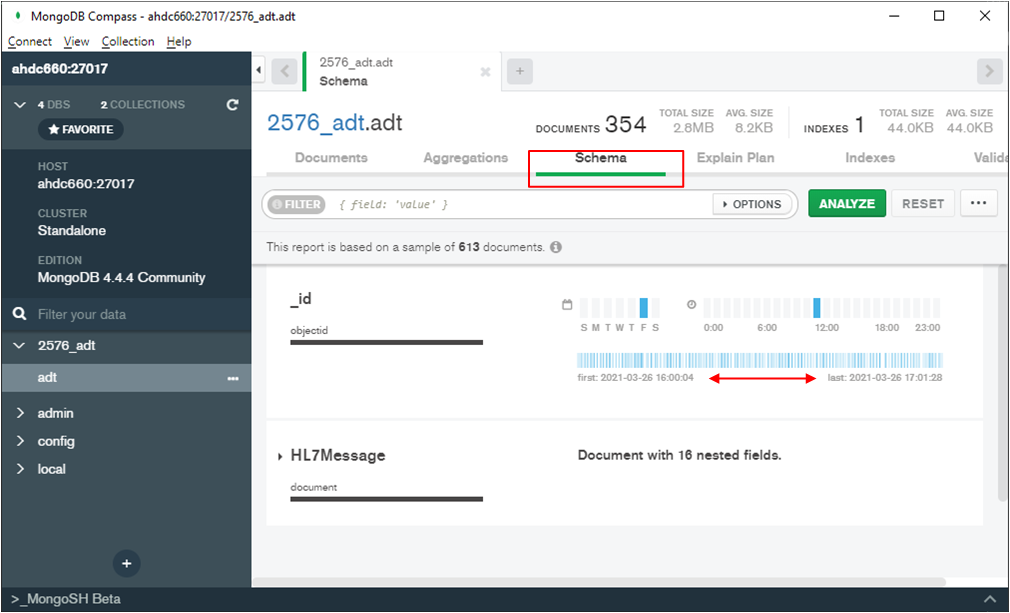 MongoDB Compass - ahdc660:27017/2576_adt.adt
Connect View Collection Help
ahdc660:27017
4 DBS 2 COLLECTIONS
FAVORITE
HOST
ahdc660:27017
CLUSTER
Standalone
EDITION
MongoDB 4.4.4 Community
Filter your data
2576_adt
adt
admin
config
local
>_MongoSH Beta
2576_adt.adt
Schema
2576_adt.adt
DOCUMENTS 354
TOTAL SIZE AVG. SIZE
2.8MB 8.2KB
INDEXES 1
TOTAL SIZE AVG. SIZE
44.0KB 44.0KB
Documents Aggregations Schema Explain Plan Indexes Valida
FILTER { field: 'value' } OPTIONS ANALYZE RESET
This report is based on a sample of 613 documents.
_id
objectid
S M T W T F S
0:00 6:00 12:00 18:00 23:00
first: 2021-03-26 16:00:04 last: 2021-03-26 17:01:28
HL7Message
document
Document with 16 nested fields.